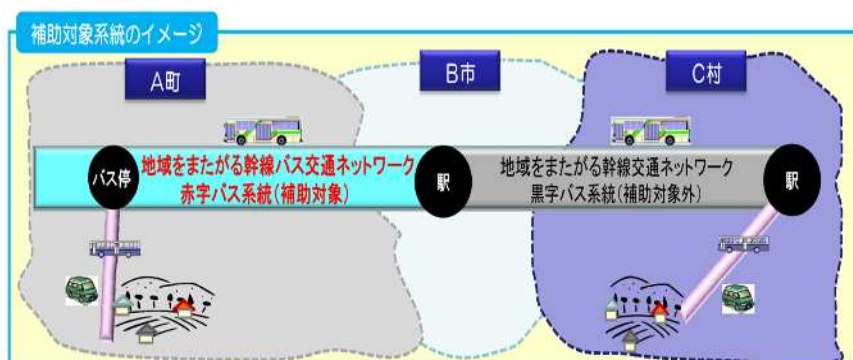 補助対象系統のイメージ
A町
B市
C村
バス停
地域をまたがる幹線バス交通ネットワーク
赤字バス系統(補助対象)
駅
地域をまたがる幹線交通ネットワーク
黒字バス系統(補助対象外)
駅